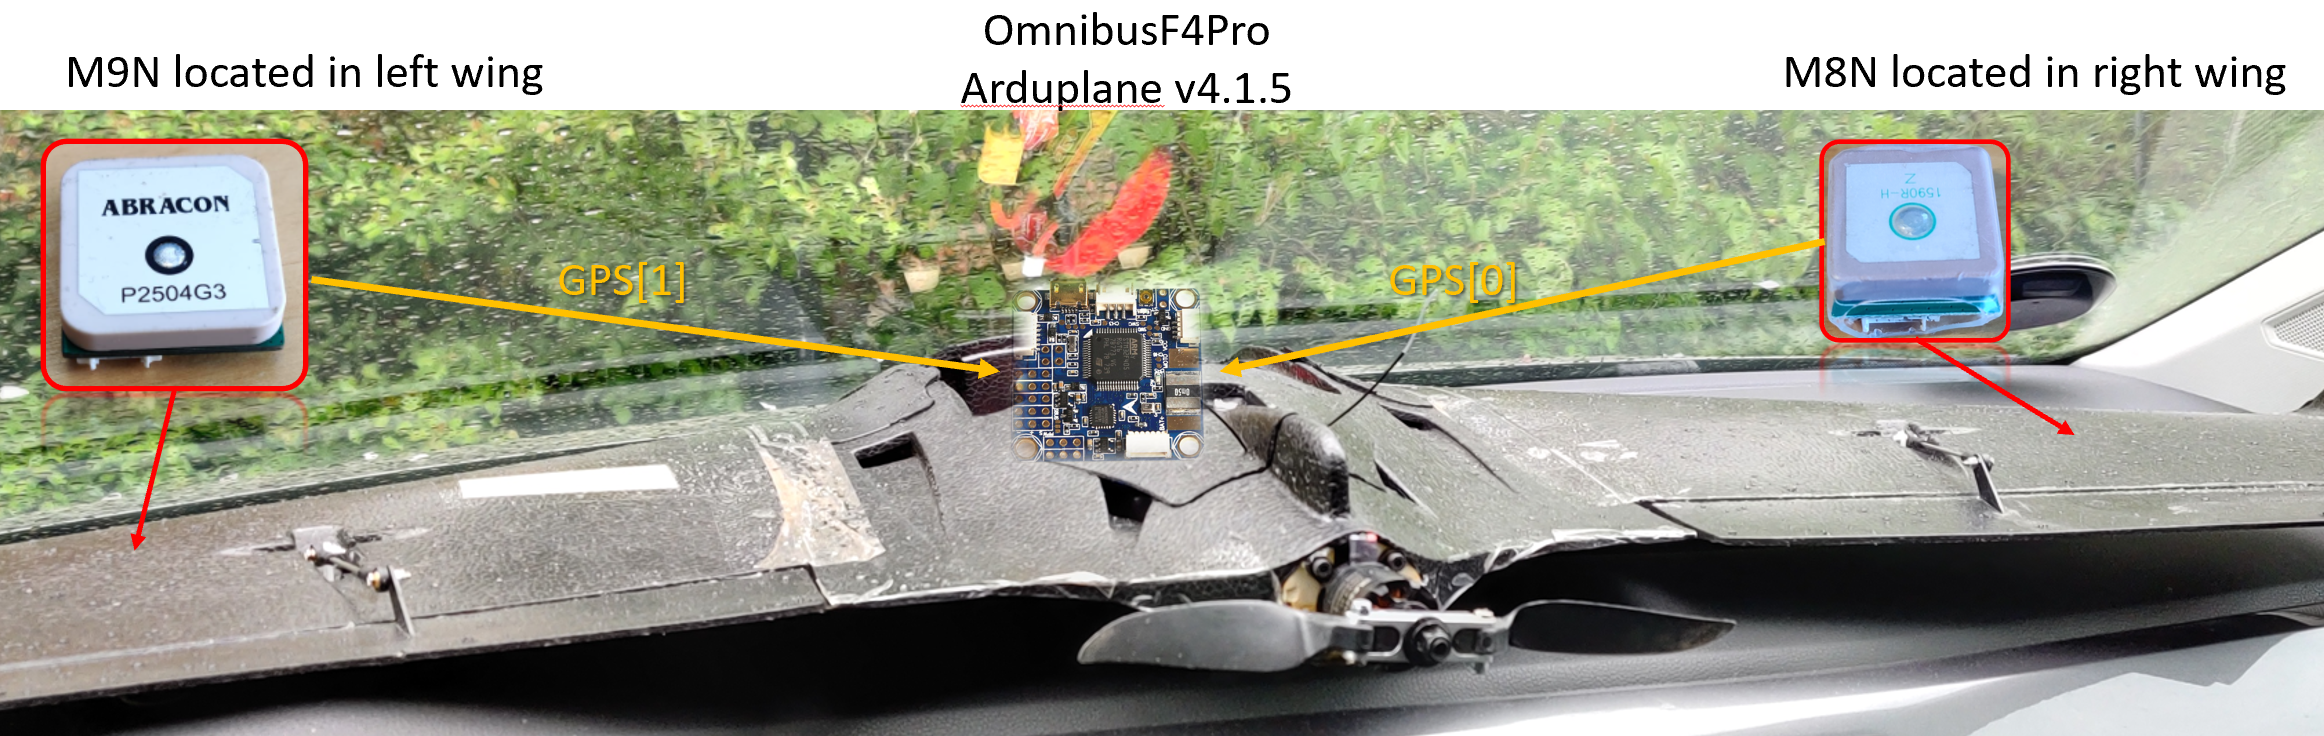 OmnibusF4Pro
Arduplane v4.1.5
M9N located in left wing
M8N located in right wing
ABRACON
P2504G3
GPS[1]
GPS[0]
1590R-H
Z